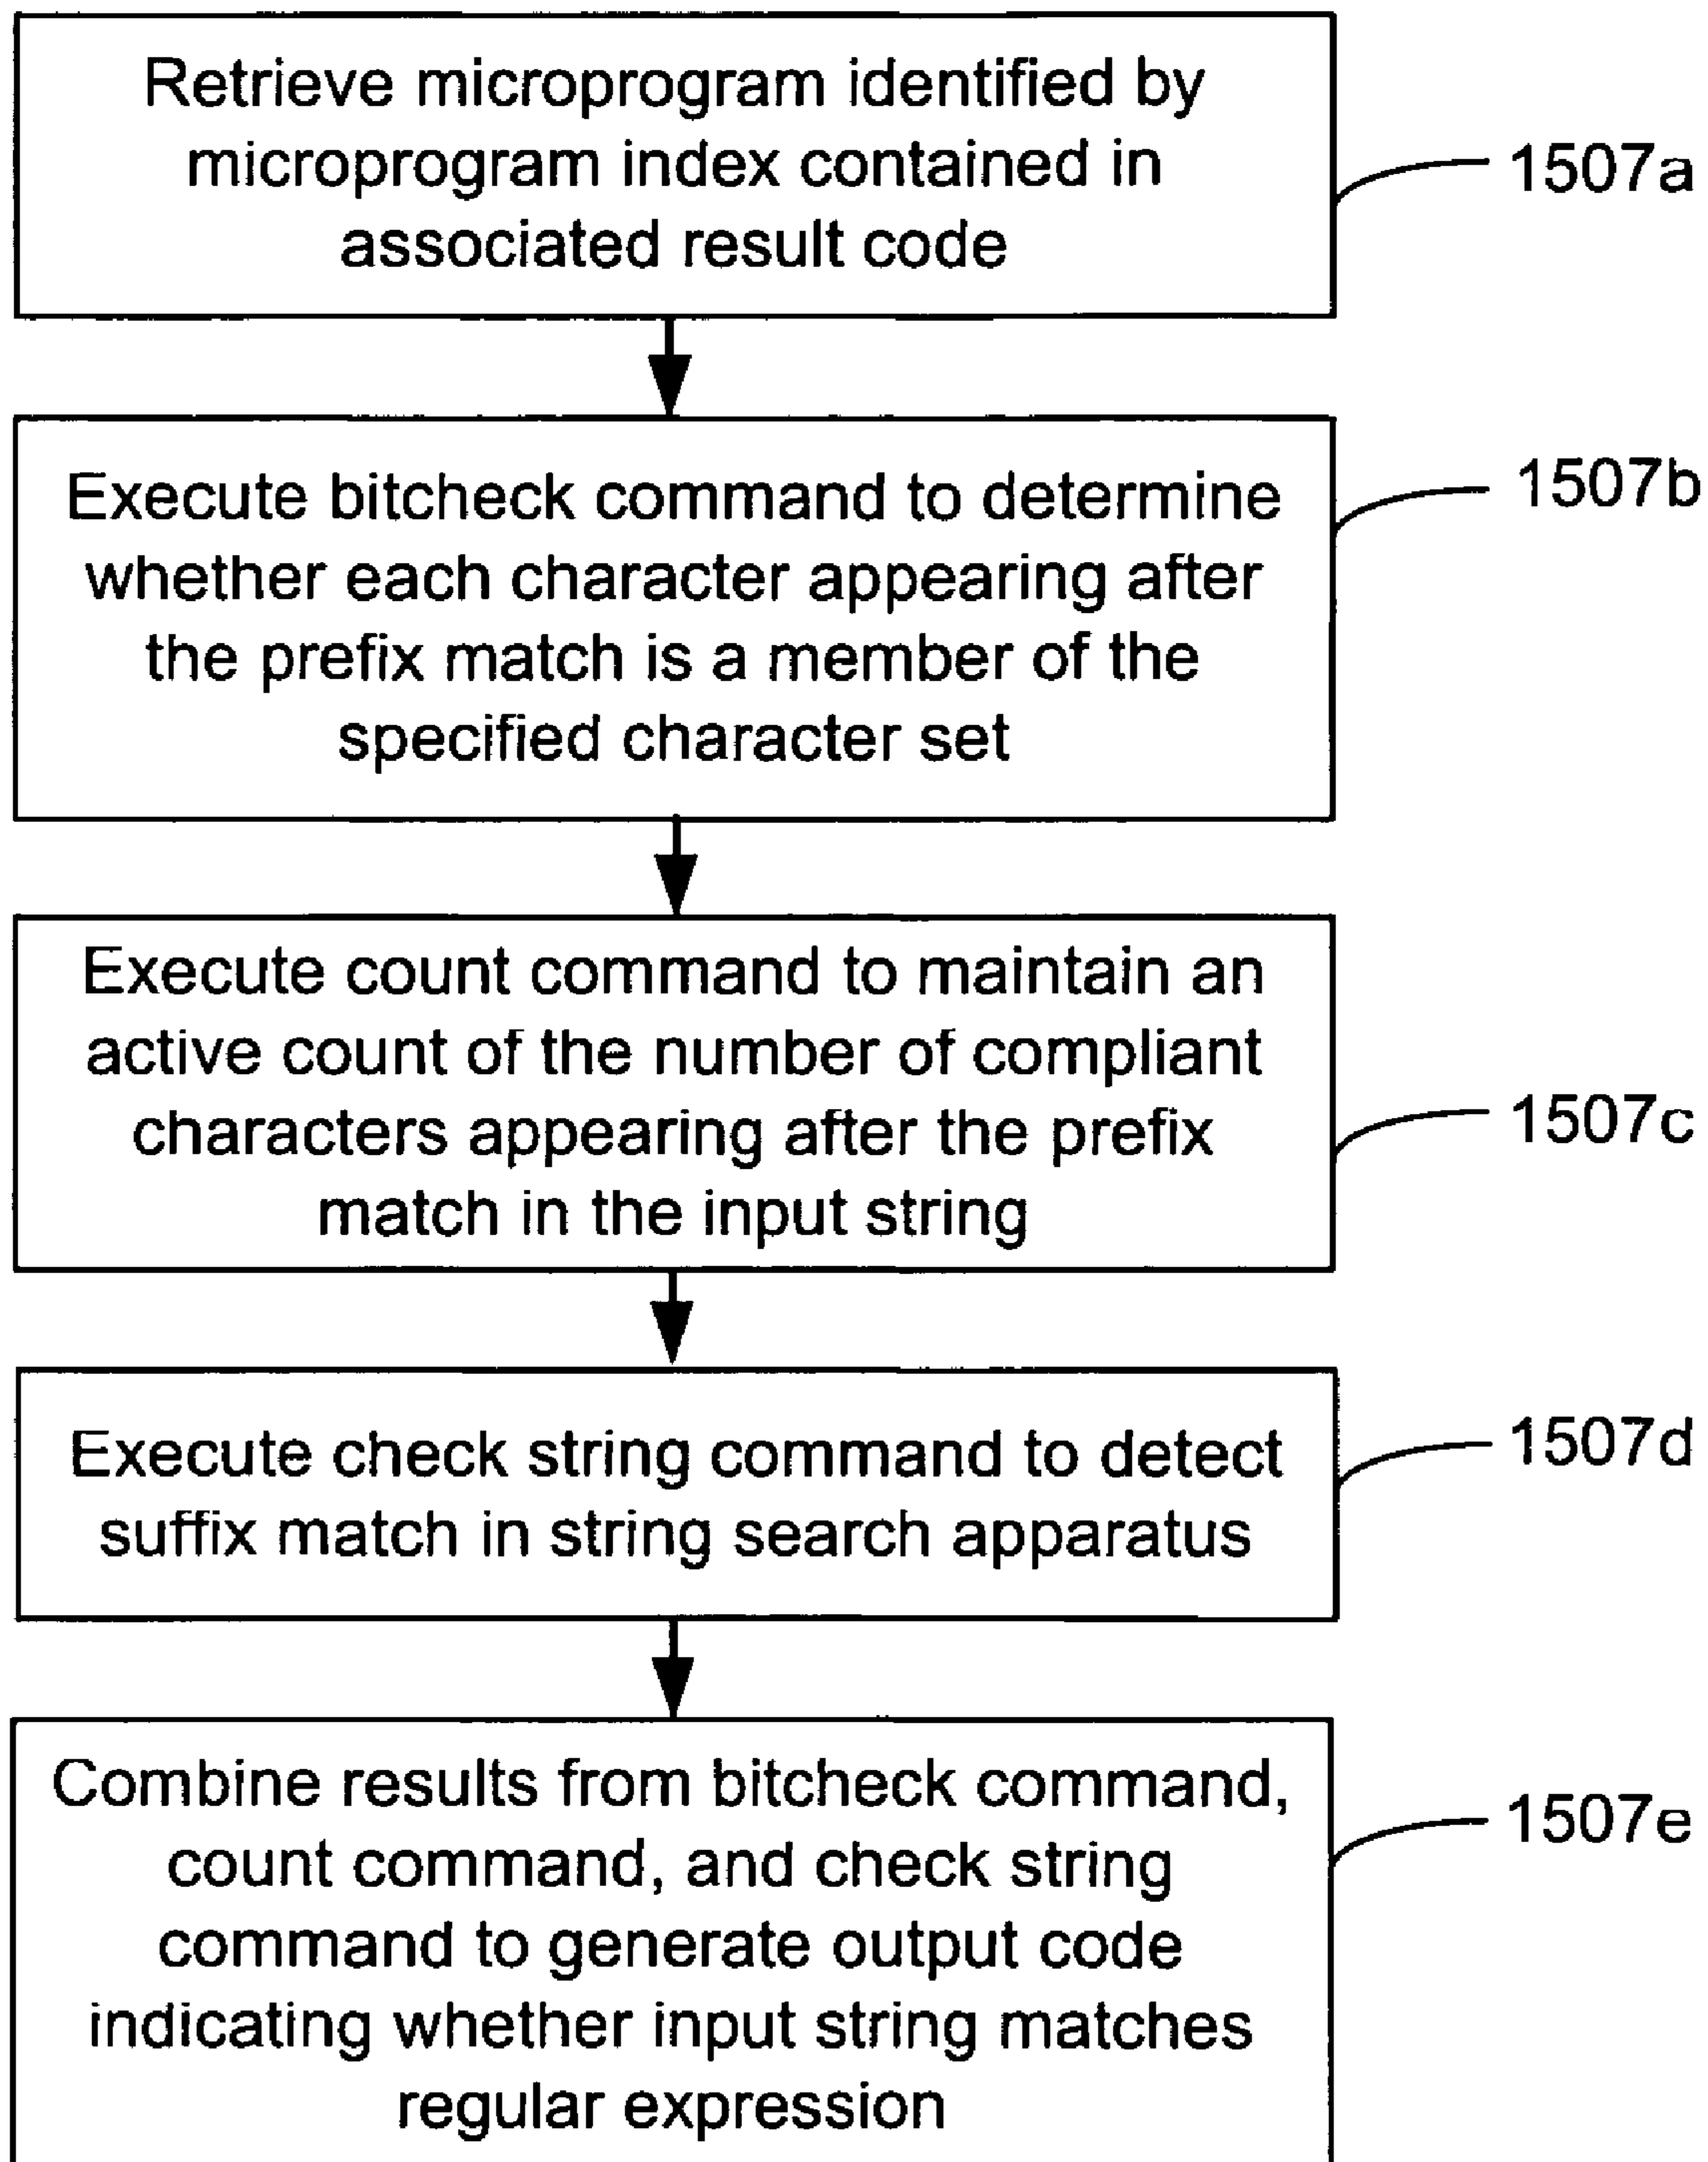 Retrieve microprogram identified by
microprogram index contained in
associated result code
1507a
Execute bitcheck command to determine
whether each character appearing after
the prefix match is a member of the
specified character set
1507b
Execute count command to maintain an
active count of the number of compliant
characters appearing after the prefix
match in the input string
1507c
Execute check string command to detect
suffix match in string search apparatus
1507d
Combine results from bitcheck command,
count command, and check string
command to generate output code
indicating whether input string matches
regular expression
1507e